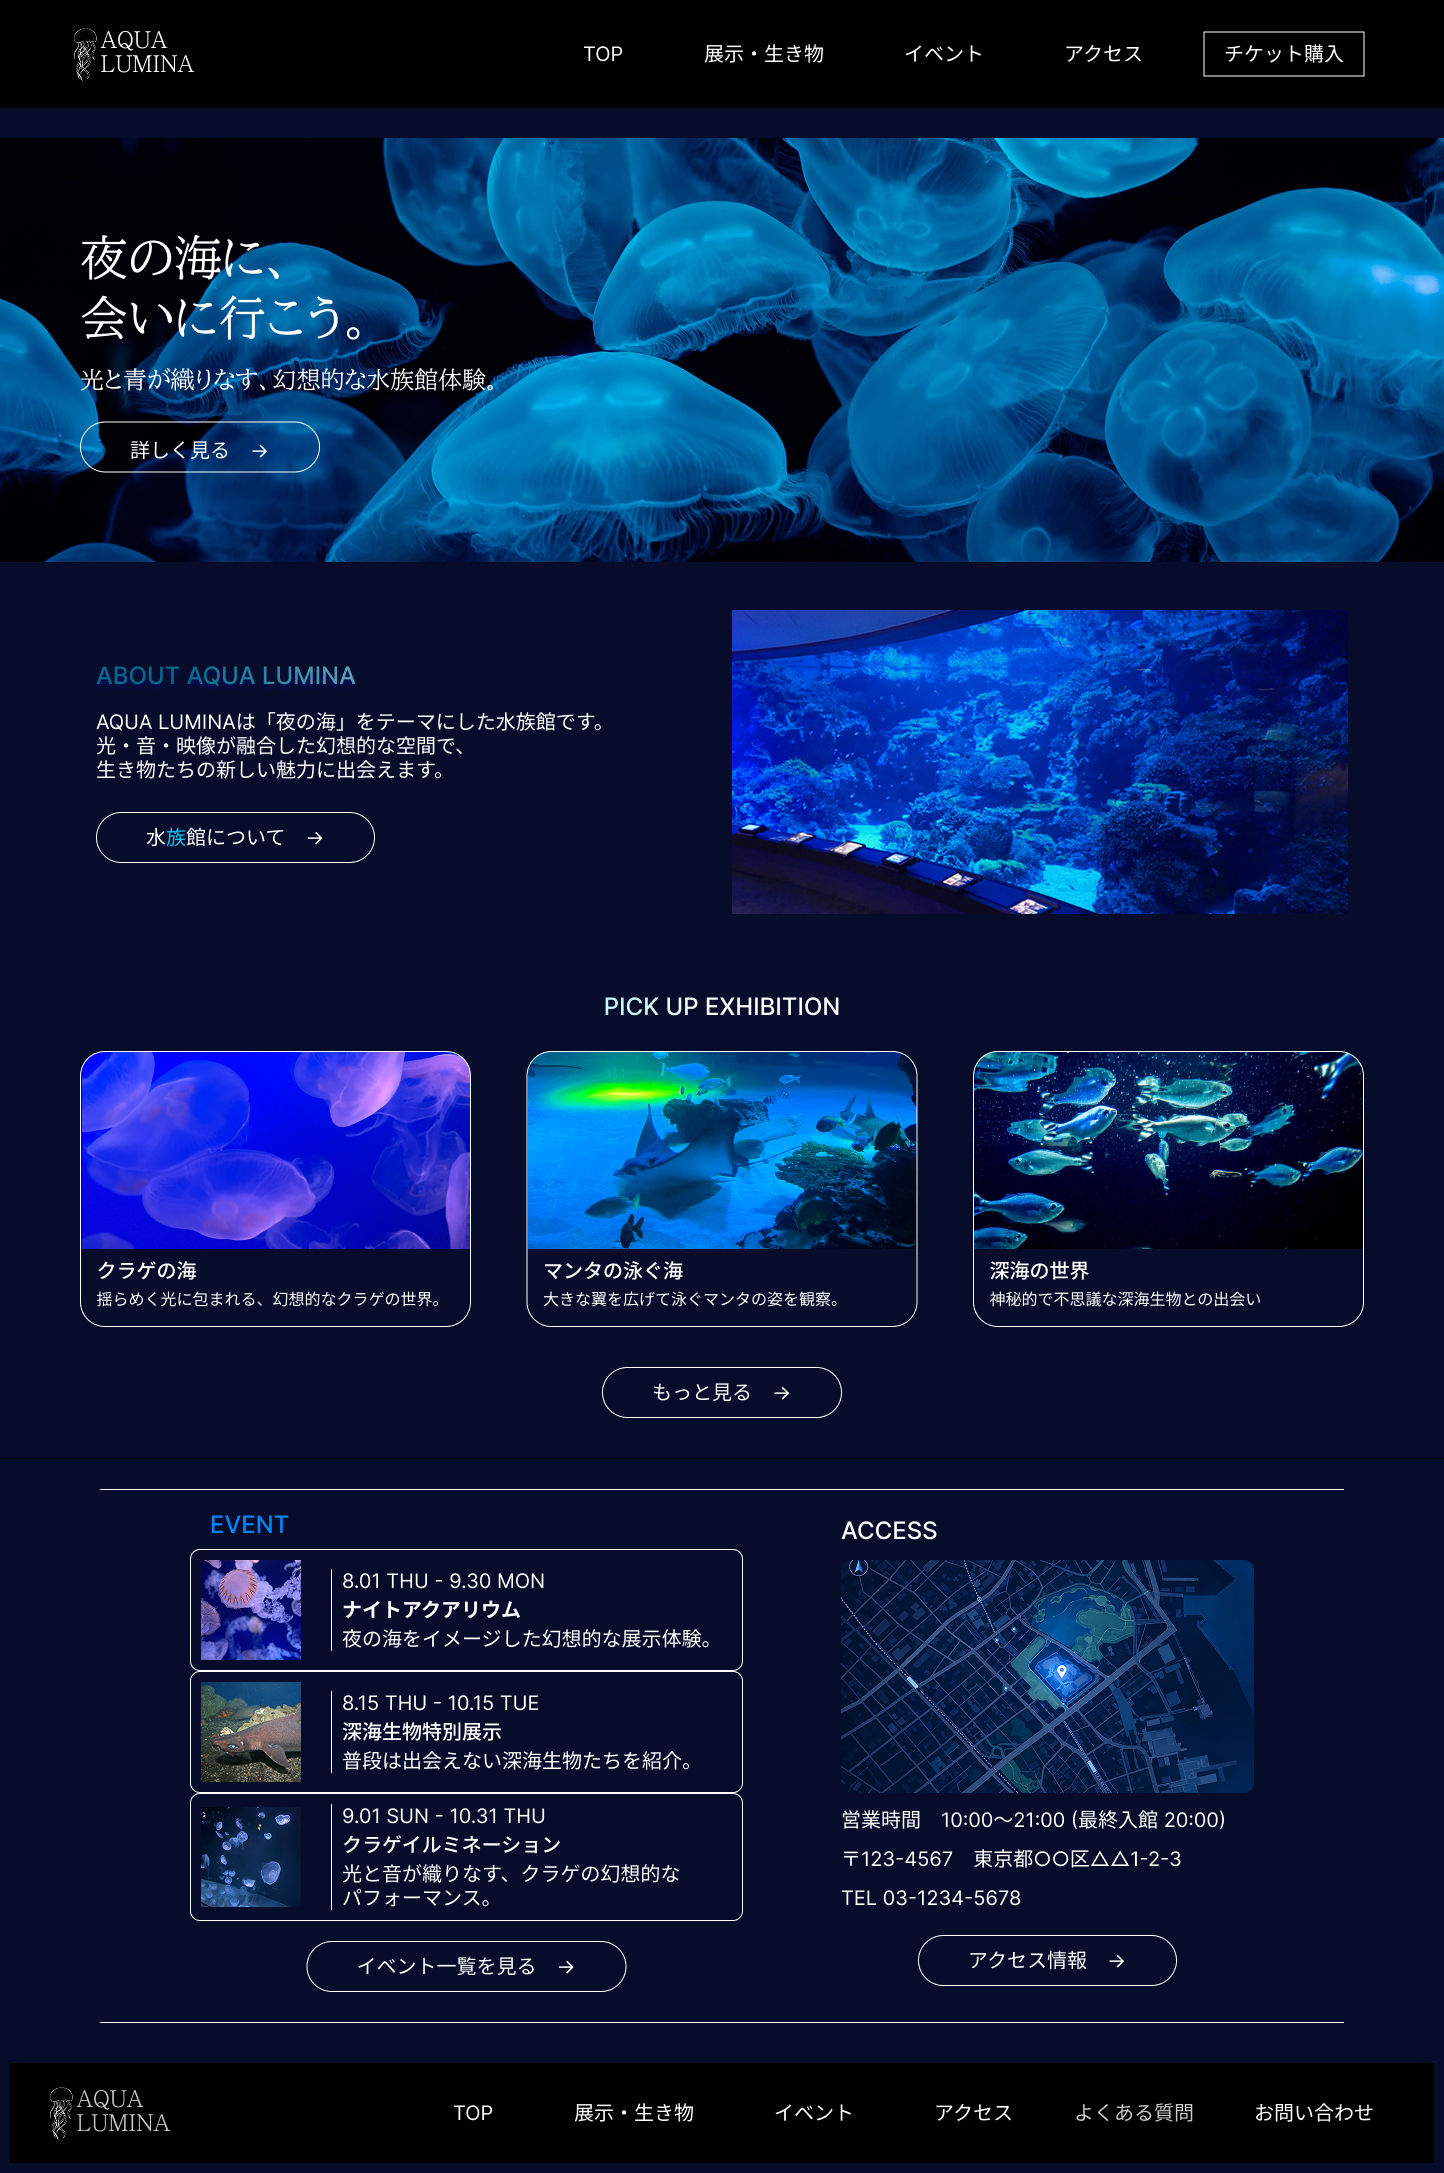 AQUA
LUMINA
TOP
展示・生き物
イベント
アクセス
チケット購入
夜の海に、
会いに行こう。
光と青が織りなす、幻想的な水族館体験。
詳しく見る →
ABOUT AQUA LUMINA
AQUA LUMINAは「夜の海」をテーマにした水族館です。
光・音・映像が融合した幻想的な空間で、
生き物たちの新しい魅力に出会えます。
水族館について →
PICK UP EXHIBITION
クラゲの海
揺らめく光に包まれる、幻想的なクラゲの世界。
マンタの泳ぐ海
大きな翼を広げて泳ぐマンタの姿を観察。
深海の世界
神秘的で不思議な深海生物との出会い
もっと見る →
EVENT
8.01 THU - 9.30 MON
ナイトアクアリウム
夜の海をイメージした幻想的な展示体験。
8.15 THU - 10.15 TUE
深海生物特別展示
普段は出会えない深海生物たちを紹介。
9.01 SUN - 10.31 THU
クラゲイルミネーション
光と音が織りなす、クラゲの幻想的な
パフォーマンス。
イベント一覧を見る →
ACCESS
営業時間　10:00〜21:00 (最終入館 20:00)
〒123-4567　東京都○○区△△1-2-3
TEL 03-1234-5678
アクセス情報 →
AQUA
LUMINA
TOP
展示・生き物
イベント
アクセス
よくある質問
お問い合わせ